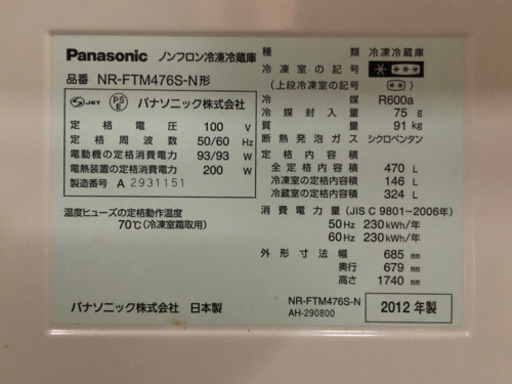 Panasonic ノンフロン冷凍冷蔵庫
品番 NR-FTM476S-N形
JET PSE パナソニック株式会社
定格電圧 100 V
定格周波数 50/60 Hz
電動機の定格消費電力 93/93 W
電熱装置の定格消費電力 200 W
製造番号 A 2931151
温度ヒューズの定格動作温度
70℃(冷凍室霜取用)
パナソニック株式会社 日本製
種類 冷凍冷蔵庫
冷凍室の記号
(上段冷凍室の記号 )
冷媒 R600a
冷媒封入量 75 g
質量 91 kg
断熱発泡ガス シクロペンタン
定格内容積
全定格内容積 470 L
冷凍室の定格内容積 146 L
冷蔵室の定格内容積 324 L
消費電力量(JIS C 9801-2006年)
50Hz 230kWh/年
60Hz 230kWh/年
外形寸法 幅 685 mm
奥行 679 mm
高さ 1740 mm
NR-FTM476S-N
AH-290800
2012年製